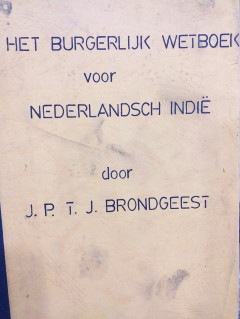 HET BURGERLIJK WETBOEK
voor
NEDERLANDSCH INDIË
door
J. P. T. J. BRONDGEEST